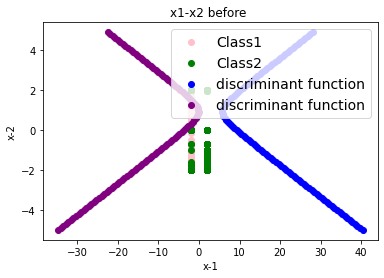 x1-x2 before
Class1
Class2
discriminant function
discriminant function
4
2
0
−2
−4
x-2
−30
−20
−10
0
10
20
30
40
x-1